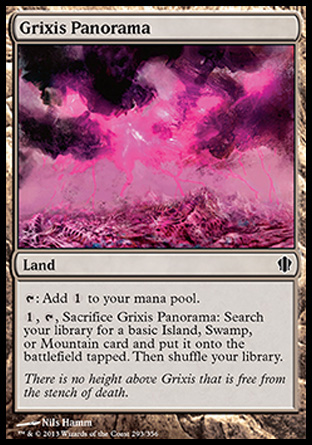 Grixis Panorama
Land
: Add 1 to your mana pool.
1, , Sacrifice Grixis Panorama: Search
your library for a basic Island, Swamp,
or Mountain card and put it onto the
battlefield tapped. Then shuffle your library.
There is no height above Grixis that is free from
the stench of death.
Nils Hamm
™ & © 2013 Wizards of the Coast 293/356